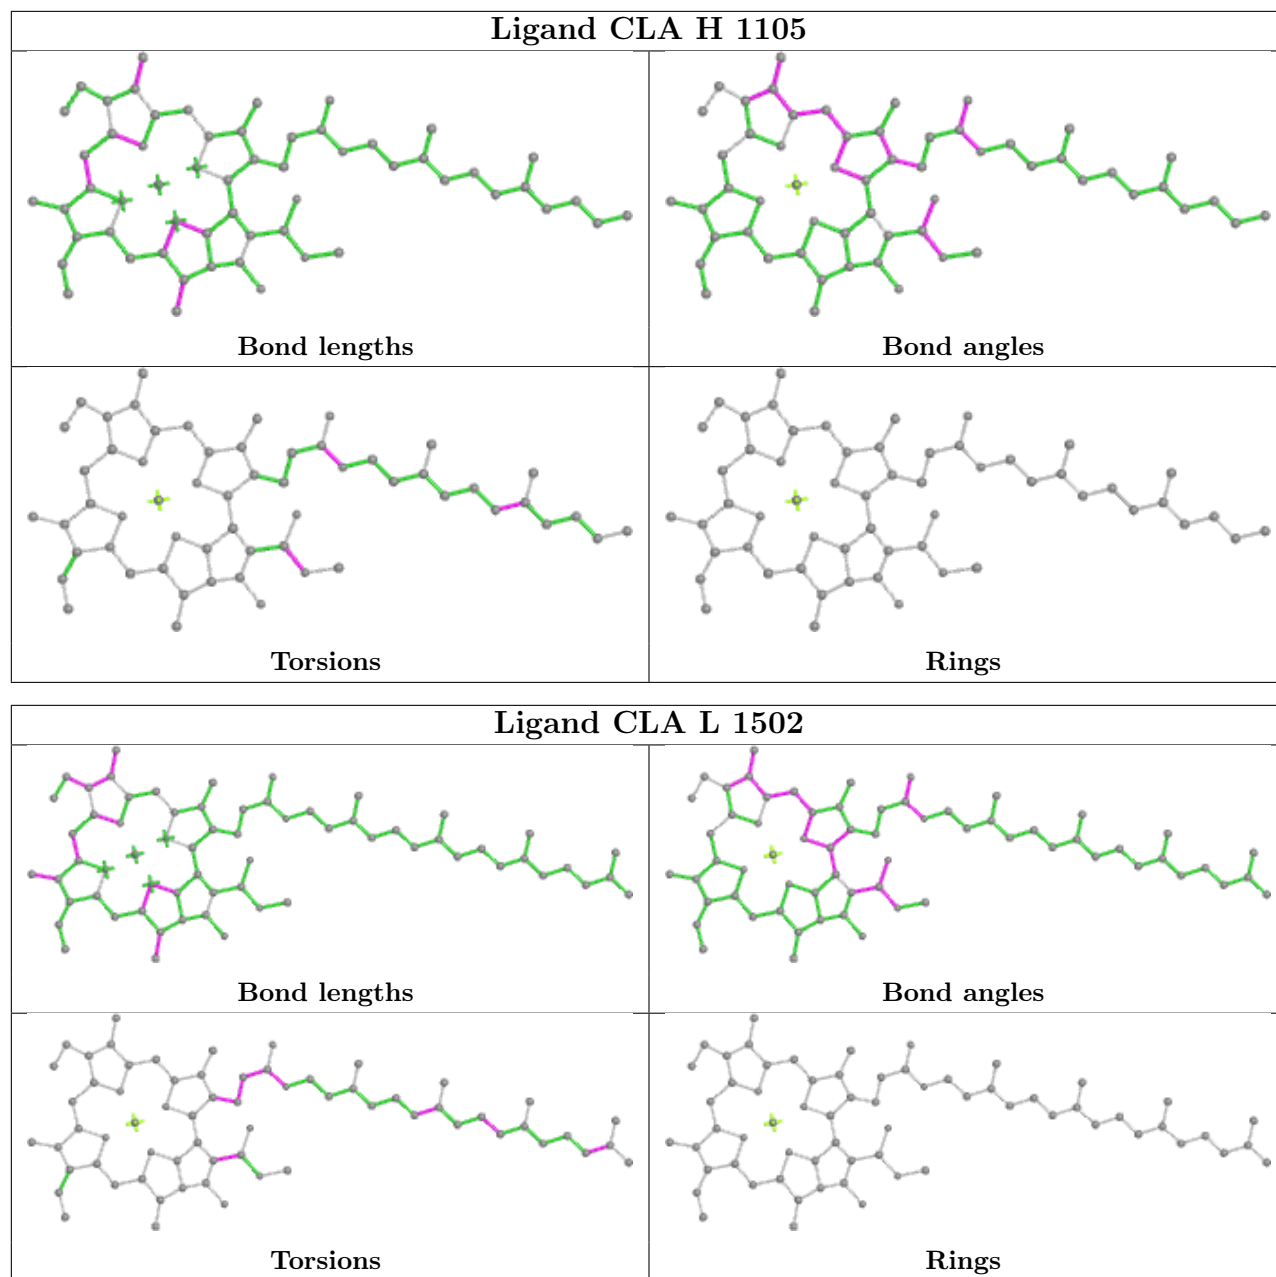 Ligand CLA H 1105
Bond lengths
Bond angles
Torsions
Rings
Ligand CLA L 1502
Bond lengths
Bond angles
Torsions
Rings